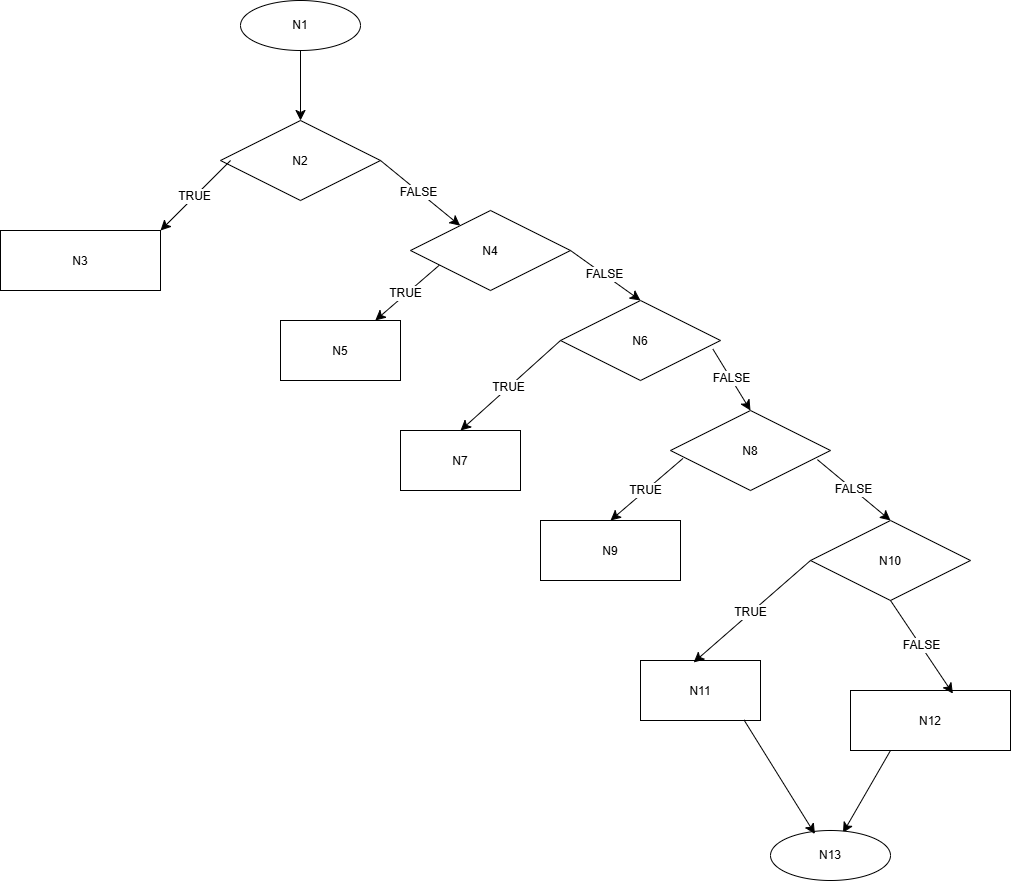 N1
N2
TRUE
FALSE
N3
N4
TRUE
FALSE
N5
N6
TRUE
FALSE
N7
N8
TRUE
FALSE
N9
N10
TRUE
FALSE
N11
N12
N13